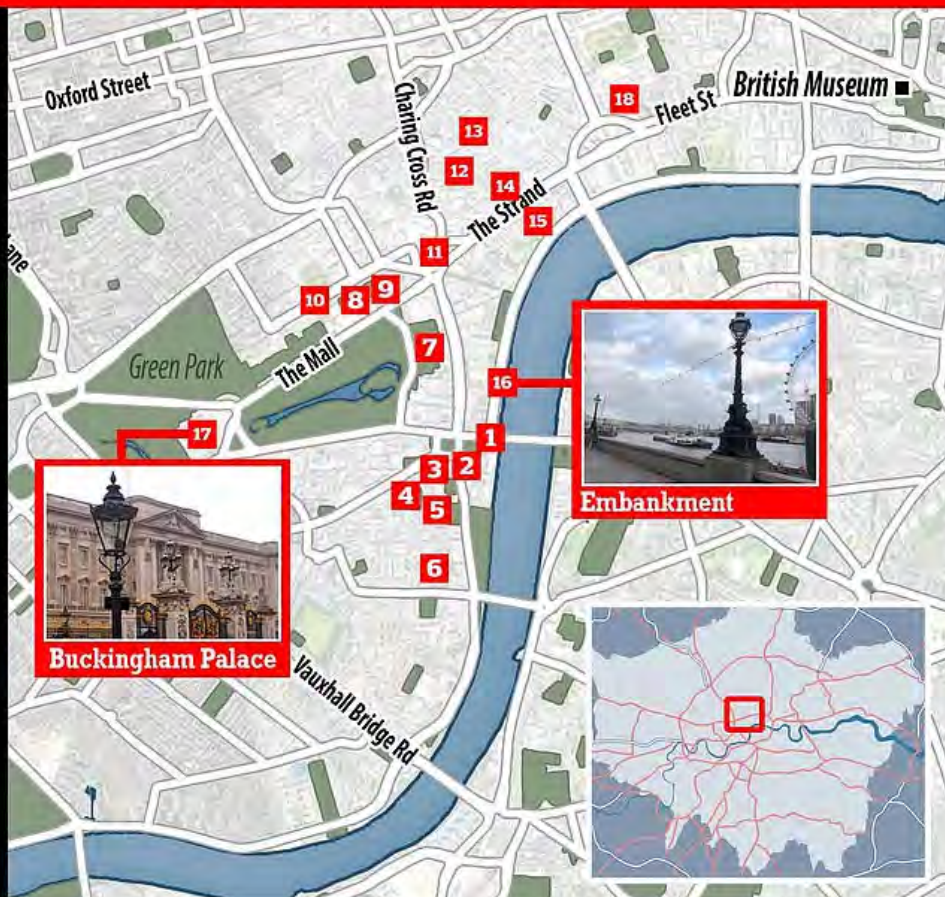 Oxford Street
Charing Cross Rd
18
Fleet St
British Museum
13
12
14
The Strand
15
11
ane
10
8
9
7
Green Park
The Mall
16
17
1
2
3
4
5
6
Embankment
Buckingham Palace
Vauxhall Bridge Rd